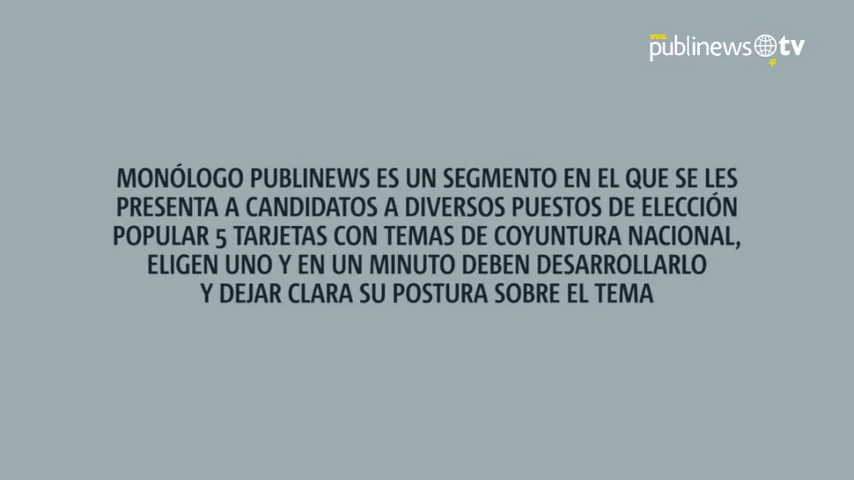 www.
publinews tv
gt
MONÓLOGO PUBLINEWS ES UN SEGMENTO EN EL QUE SE LES
PRESENTA A CANDIDATOS A DIVERSOS PUESTOS DE ELECCIÓN
POPULAR 5 TARJETAS CON TEMAS DE COYUNTURA NACIONAL,
ELIGEN UNO Y EN UN MINUTO DEBEN DESARROLLARLO
Y DEJAR CLARA SU POSTURA SOBRE EL TEMA